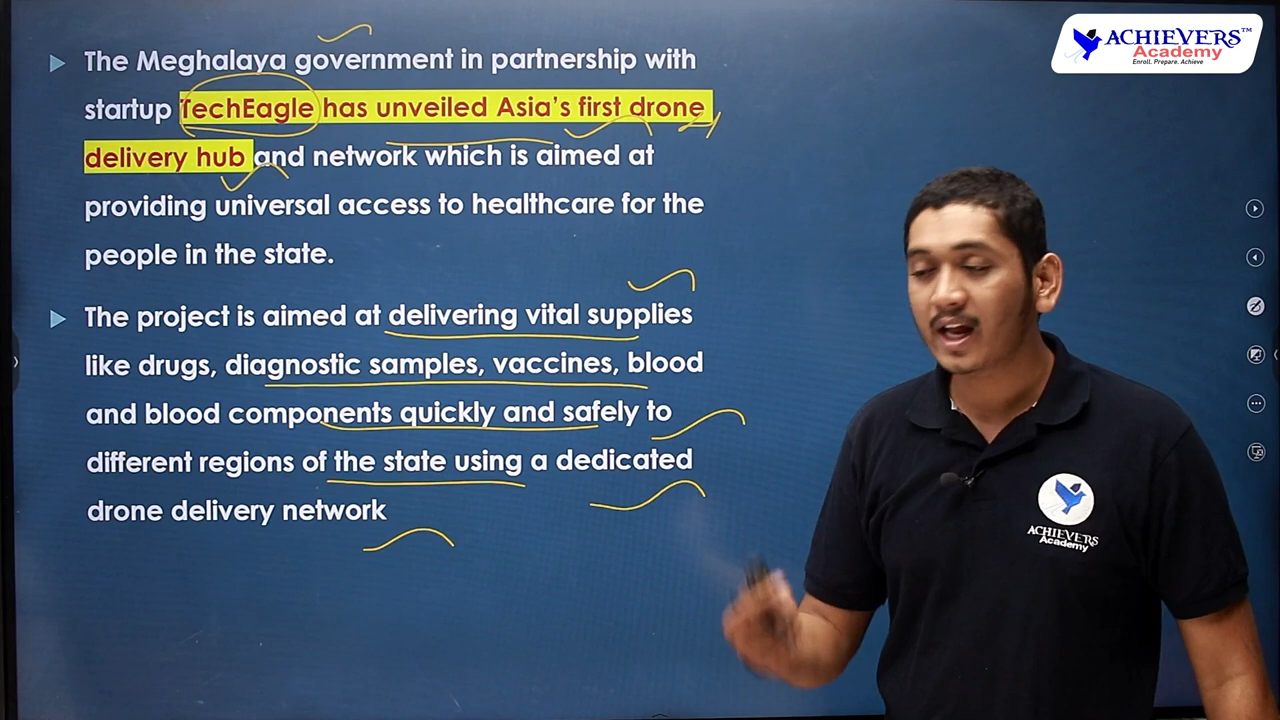 The Meghalaya government in partnership with
startup TechEagle has unveiled Asia's first drone
delivery hub and network which is aimed at
providing universal access to healthcare for the
people in the state.
The project is aimed at delivering vital supplies
like drugs, diagnostic samples, vaccines, blood
and blood components quickly and safely to
different regions of the state using a dedicated
drone delivery network
ACHIEVERS™
Academy
Enroll. Prepare. Achieve
ACHIEVERS
Academy